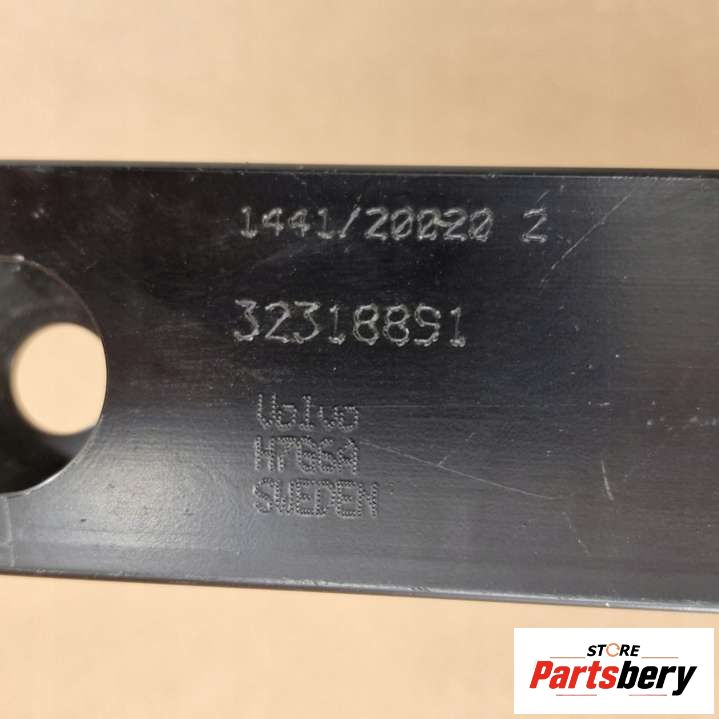 1441/20020 2
32318891
Volvo
H7G6A
SWEDEN
STORE
Partsbery